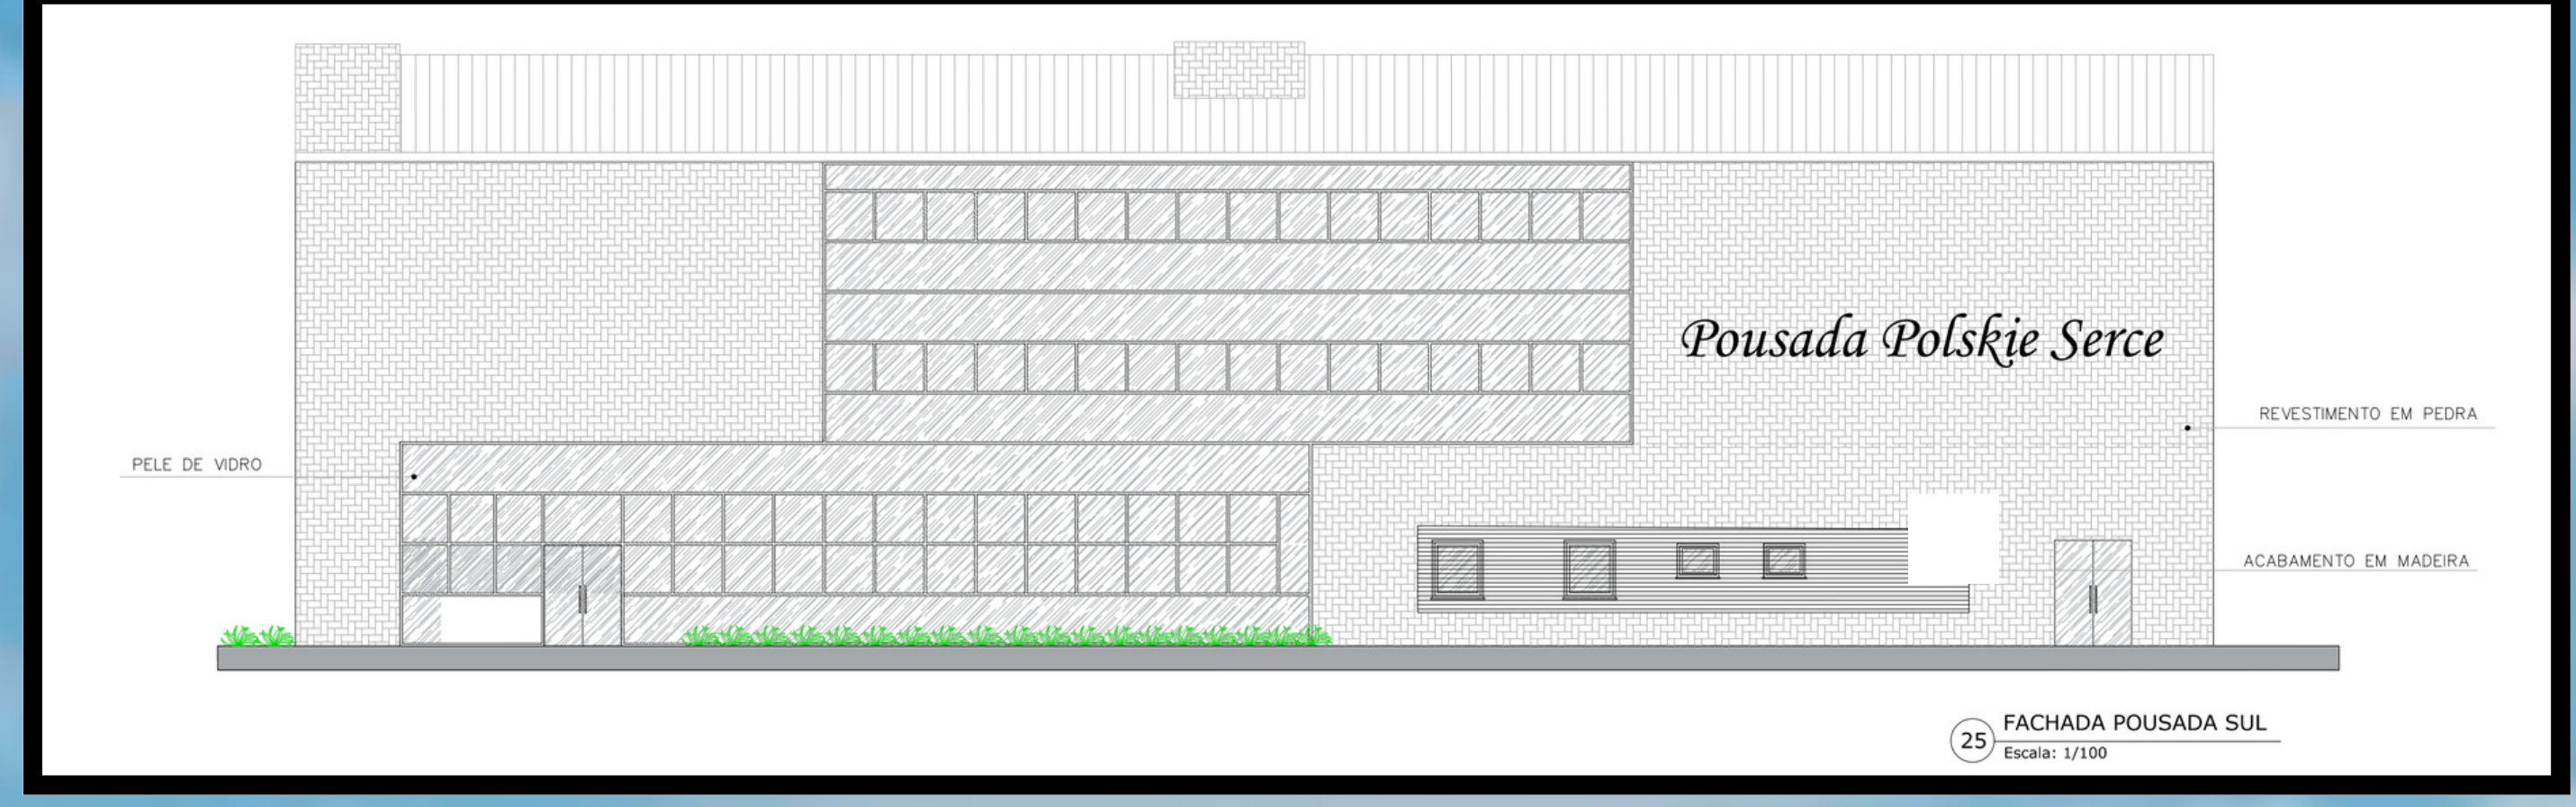 Pousada Polskie Serce
REVESTIMENTO EM PEDRA
PELE DE VIDRO
ACABAMENTO EM MADEIRA
25
FACHADA POUSADA SUL
Escala: 1/100